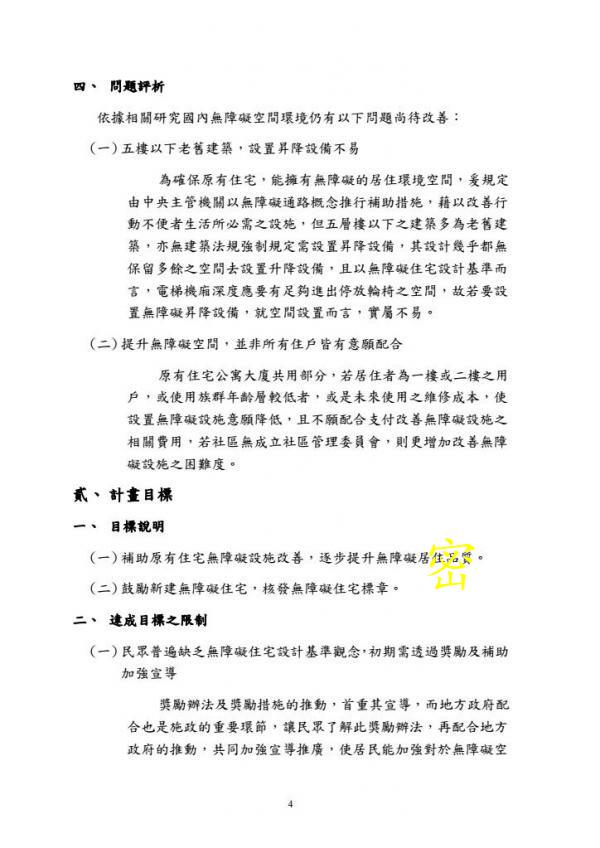 四、 問題評析
依據相關研究國內無障礙空間環境仍有以下問題尚待改善：
(一)五樓以下老舊建築，設置昇降設備不易
為確保原有住宅，能擁有無障礙的居住環境空間，爰規定
由中央主管機關以無障礙通路概念推行補助措施，藉以改善行
動不便者生活所必需之設施，但五層樓以下之建築多為老舊建
築，亦無建築法規強制規定需設置昇降設備，其設計幾乎都無
保留多餘之空間去設置升降設備，且以無障礙住宅設計基準而
言，電梯機廂深度應要有足夠進出停放輪椅之空間，故若要設
置無障礙昇降設備，就空間設置而言，實屬不易。
(二)提升無障礙空間，並非所有住戶皆有意願配合
原有住宅公寓大廈共用部分，若居住者為一樓或二樓之用
戶，或使用族群年齡層較低者，或是未來使用之維修成本，使
設置無障礙設施意願降低，且不願配合支付改善無障礙設施之
相關費用，若社區無成立社區管理委員會，則更增加改善無障
礙設施之困難度。
貳、計畫目標
一、 目標說明
(一)補助原有住宅無障礙設施改善，逐步提升無障礙居住品質。
密
(二)鼓勵新建無障礙住宅，核發無障礙住宅標章。
二、 達成目標之限制
(一)民眾普遍缺乏無障礙住宅設計基準觀念，初期需透過獎勵及補助
加強宣導
獎勵辦法及獎勵措施的推動，首重其宣導，而地方政府配
合也是施政的重要環節，讓民眾了解此獎勵辦法，再配合地方
政府的推動，共同加強宣導推廣，使居民能加強對於無障礙空
4